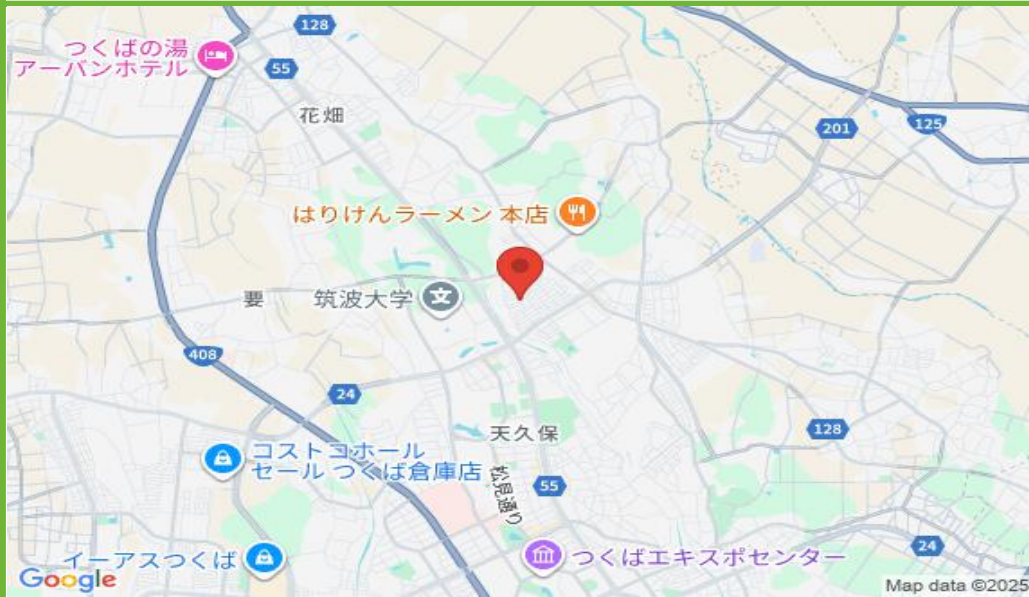 128
つくばの湯
アーバンホテル
55
花畑
201
125
はりけんラーメン 本店
要
筑波大学
文
408
24
天久保
128
コストコホール
セール つくば倉庫店
松見通り
55
24
イーアスつくば
つくばエキスポセンター
Google
Map data ©2025